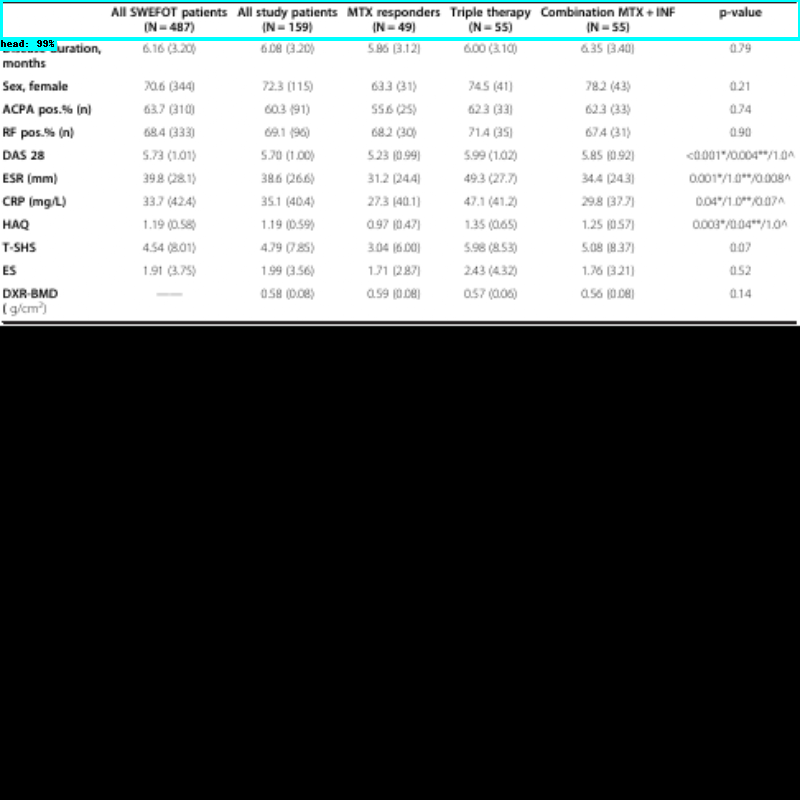 All SWEFOT patients All study patients MTX responders Triple therapy Combination MTX + INF p-value
(N = 487) (N = 159) (N = 49) (N = 55) (N = 55)
head: 99%
duration, 6.16 (3.20) 6.08 (3.20) 5.86 (3.12) 6.00 (3.10) 6.35 (3.40) 0.79
months
Sex, female 70.6 (344) 72.3 (115) 63.3 (31) 74.5 (41) 78.2 (43) 0.21
ACPA pos.% (n) 63.7 (310) 60.3 (91) 55.6 (25) 62.3 (33) 62.3 (33) 0.74
RF pos.% (n) 68.4 (333) 69.1 (96) 68.2 (30) 71.4 (35) 67.4 (31) 0.90
DAS 28 5.73 (1.01) 5.70 (1.00) 5.23 (0.99) 5.99 (1.02) 5.85 (0.92) <0.001*/0.004**/1.0^
ESR (mm) 39.8 (28.1) 38.6 (26.6) 31.2 (24.4) 49.3 (27.7) 34.4 (24.3) 0.001*/1.0**/0.008^
CRP (mg/L) 33.7 (42.4) 35.1 (40.4) 27.3 (40.1) 47.1 (41.2) 29.8 (37.7) 0.04*/1.0**/0.07^
HAQ 1.19 (0.58) 1.19 (0.59) 0.97 (0.47) 1.35 (0.65) 1.25 (0.57) 0.003*/0.04**/1.0^
T-SHS 4.54 (8.01) 4.79 (7.85) 3.04 (6.00) 5.98 (8.53) 5.08 (8.37) 0.07
ES 1.91 (3.75) 1.99 (3.56) 1.71 (2.87) 2.43 (4.32) 1.76 (3.21) 0.52
DXR-BMD —— 0.58 (0.08) 0.59 (0.08) 0.57 (0.06) 0.56 (0.08) 0.14
( g/cm²)